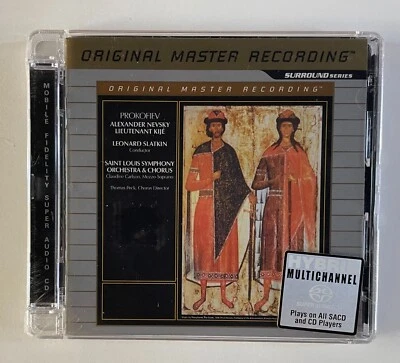 ORIGINAL MASTER RECORDING™
SURROUND SERIES
ORIGINAL MASTER RECORDING™
MOBILE FIDELITY SUPER AUDIO CD
PROKOFIEV
ALEXANDER NEVSKY
LIEUTENANT KIJÉ
LEONARD SLATKIN
Conductor
SAINT LOUIS SYMPHONY
ORCHESTRA & CHORUS
Claudine Carlson, Mezzo Soprano
Thomas Peck, Chorus Director
HYBRID
MULTICHANNEL
Plays on All SACD
and CD Players